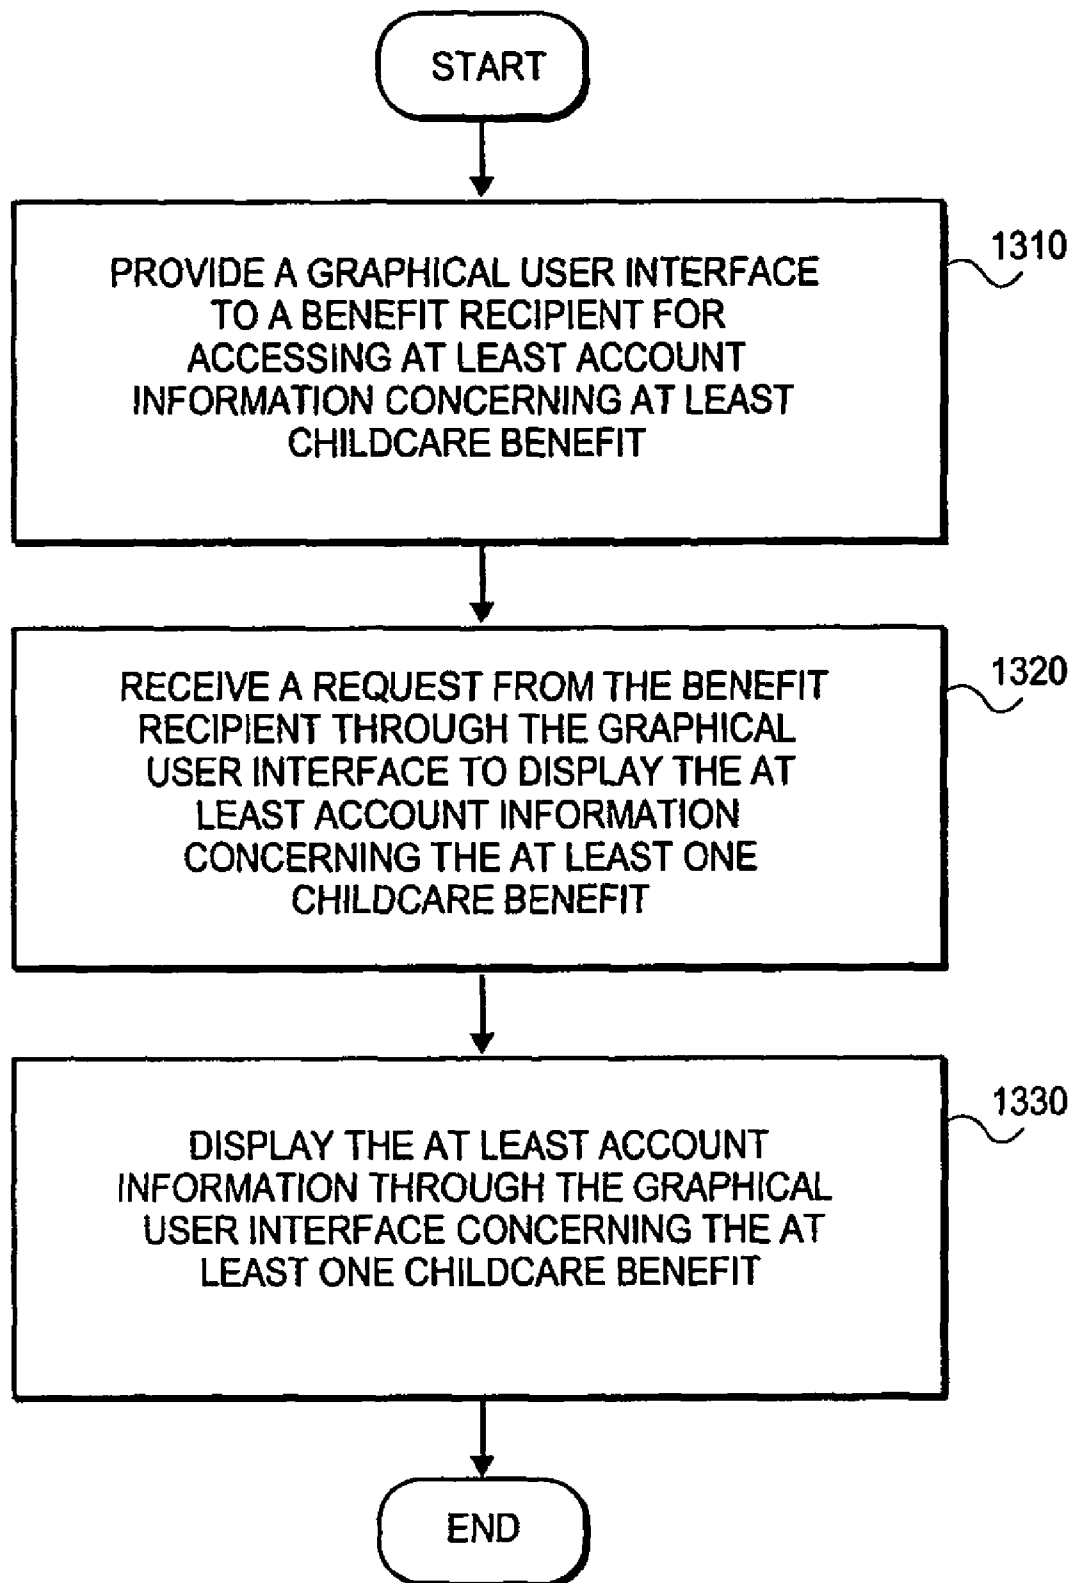 START
PROVIDE A GRAPHICAL USER INTERFACE
TO A BENEFIT RECIPIENT FOR
ACCESSING AT LEAST ACCOUNT
INFORMATION CONCERNING AT LEAST
CHILDCARE BENEFIT
1310
RECEIVE A REQUEST FROM THE BENEFIT
RECIPIENT THROUGH THE GRAPHICAL
USER INTERFACE TO DISPLAY THE AT
LEAST ACCOUNT INFORMATION
CONCERNING THE AT LEAST ONE
CHILDCARE BENEFIT
1320
DISPLAY THE AT LEAST ACCOUNT
INFORMATION THROUGH THE GRAPHICAL
USER INTERFACE CONCERNING THE AT
LEAST ONE CHILDCARE BENEFIT
1330
END